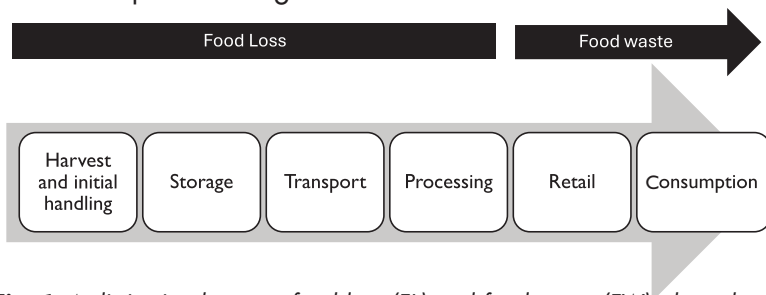 Food Loss
Food waste
Harvest
and initial
handling
Storage
Transport
Processing
Retail
Consumption